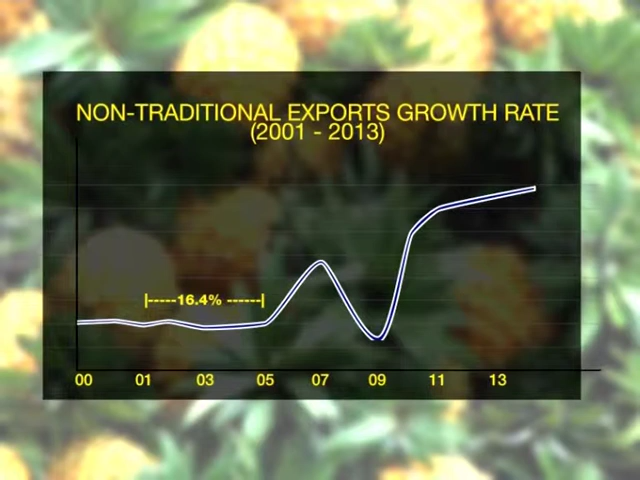 NON-TRADITIONAL EXPORTS GROWTH RATE
(2001 - 2013)
|-----16.4% ------|
00 01 03 05 07 09 11 13